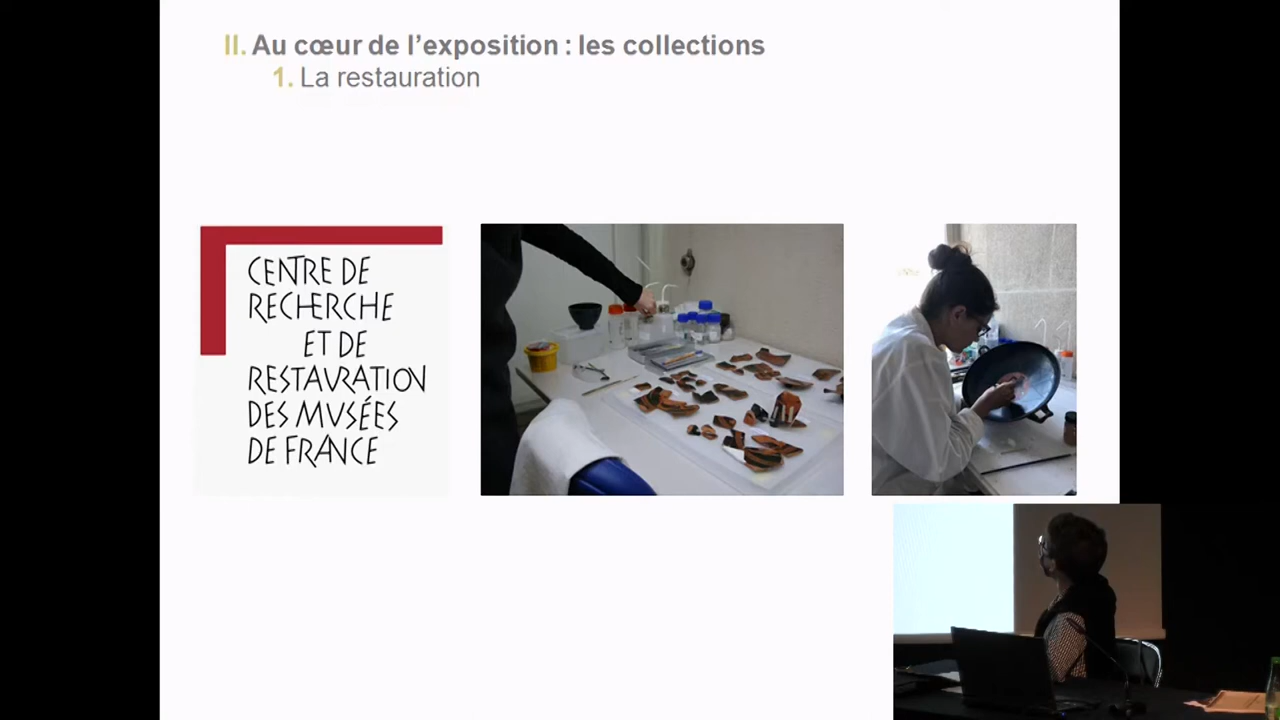 II. Au cœur de l’exposition : les collections
1. La restauration
CENTRE DE
RECHERCHE
ET DE
RESTAURATION
DES MUSÉES
DE FRANCE